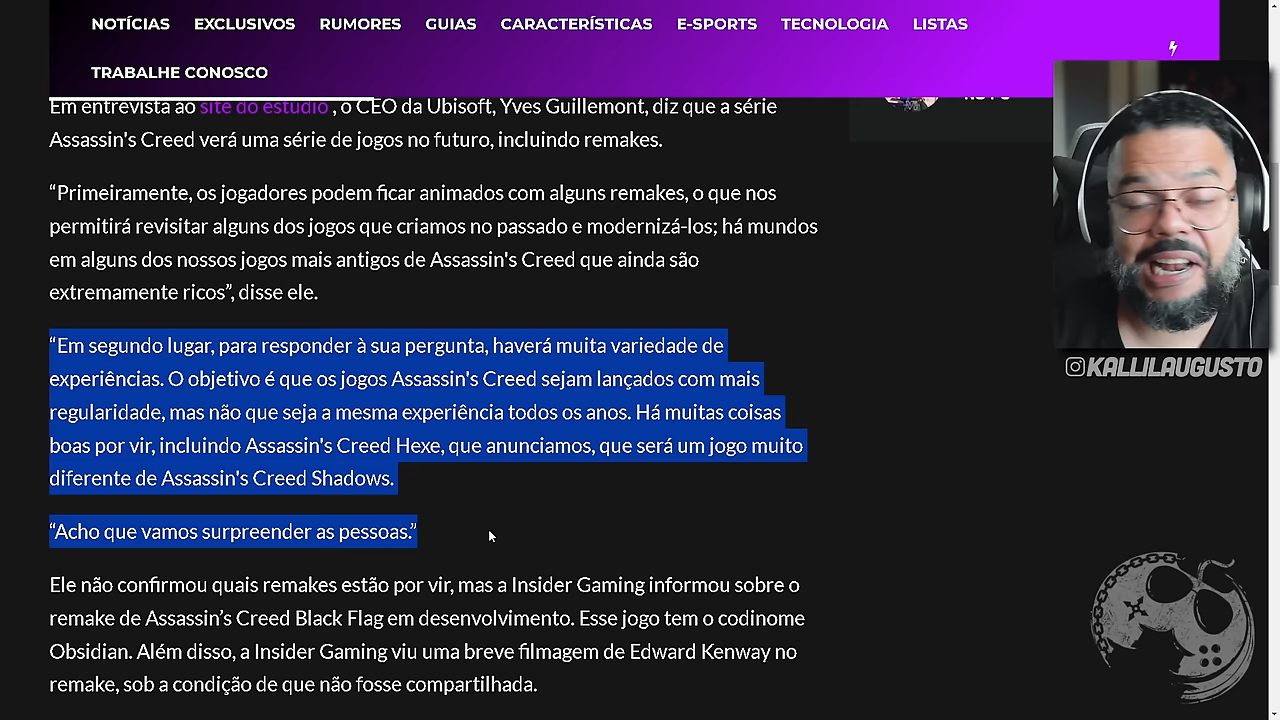 NOTÍCIAS EXCLUSIVOS RUMORES GUIAS CARACTERÍSTICAS E-SPORTS TECNOLOGIA LISTAS
TRABALHE CONOSCO
Em entrevista ao site do estúdio , o CEO da Ubisoft, Yves Guillemont, diz que a série
Assassin's Creed verá uma série de jogos no futuro, incluindo remakes.
“Primeiramente, os jogadores podem ficar animados com alguns remakes, o que nos
permitirá revisitar alguns dos jogos que criamos no passado e modernizá-los; há mundos
em alguns dos nossos jogos mais antigos de Assassin's Creed que ainda são
extremamente ricos”, disse ele.
“Em segundo lugar, para responder à sua pergunta, haverá muita variedade de
experiências. O objetivo é que os jogos Assassin's Creed sejam lançados com mais
regularidade, mas não que seja a mesma experiência todos os anos. Há muitas coisas
boas por vir, incluindo Assassin's Creed Hexe, que anunciamos, que será um jogo muito
diferente de Assassin's Creed Shadows.
“Acho que vamos surpreender as pessoas.”
Ele não confirmou quais remakes estão por vir, mas a Insider Gaming informou sobre o
remake de Assassin’s Creed Black Flag em desenvolvimento. Esse jogo tem o codinome
Obsidian. Além disso, a Insider Gaming viu uma breve filmagem de Edward Kenway no
remake, sob a condição de que não fosse compartilhada.
KALLILAUGUSTO